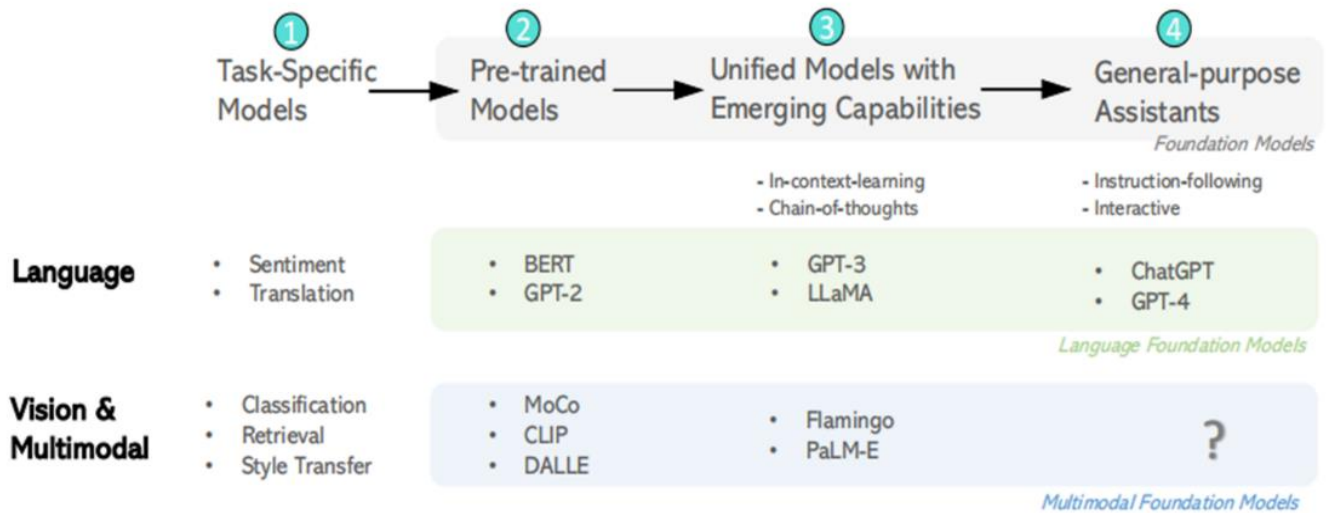 1
2
3
4
Task-Specific
Models
Pre-trained
Models
Unified Models with
Emerging Capabilities
General-purpose
Assistants
Foundation Models
- In-context-learning
- Chain-of-thoughts
- Instruction-following
- Interactive
Language
• Sentiment
• Translation
• BERT
• GPT-2
• GPT-3
• LLaMA
• ChatGPT
• GPT-4
Language Foundation Models
Vision &
Multimodal
• Classification
• Retrieval
• Style Transfer
• MoCo
• CLIP
• DALLE
• Flamingo
• PaLM-E
?
Multimodal Foundation Models